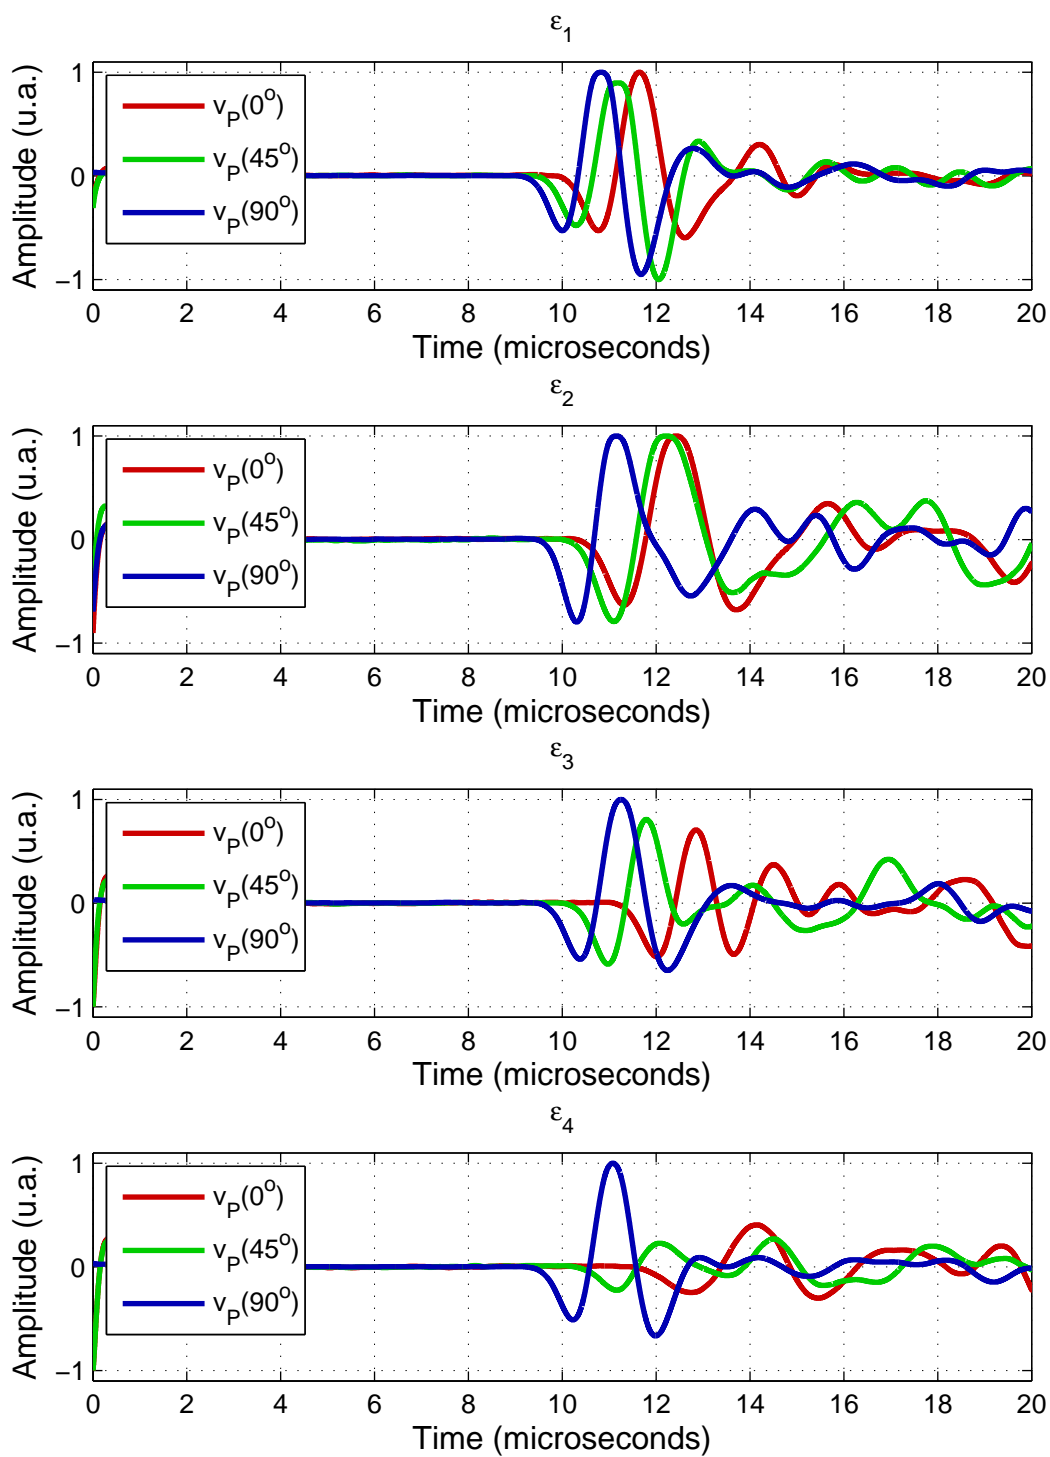 ε1
Amplitude (u.a.)
1
0
−1
vP(0o)
vP(45o)
vP(90o)
0 2 4 6 8 10 12 14 16 18 20
Time (microseconds)
ε2
Amplitude (u.a.)
1
0
−1
vP(0o)
vP(45o)
vP(90o)
0 2 4 6 8 10 12 14 16 18 20
Time (microseconds)
ε3
Amplitude (u.a.)
1
0
−1
vP(0o)
vP(45o)
vP(90o)
0 2 4 6 8 10 12 14 16 18 20
Time (microseconds)
ε4
Amplitude (u.a.)
1
0
−1
vP(0o)
vP(45o)
vP(90o)
0 2 4 6 8 10 12 14 16 18 20
Time (microseconds)